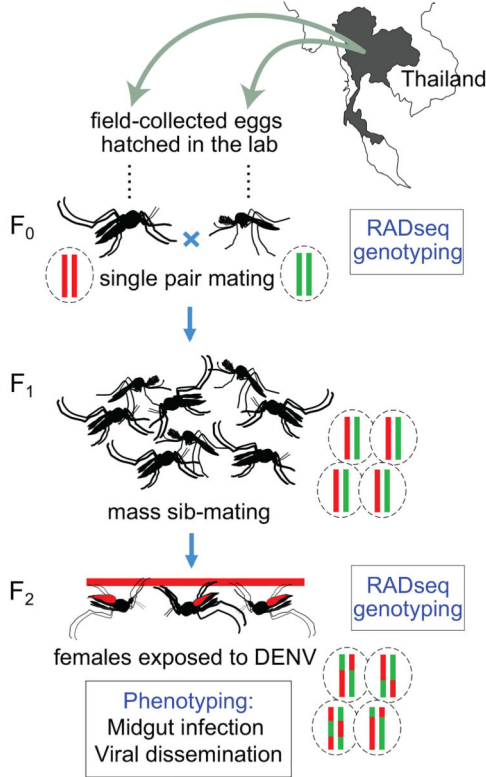 Thailand
field-collected eggs
hatched in the lab
F0
RADseq
genotyping
single pair mating
F1
mass sib-mating
F2
RADseq
genotyping
females exposed to DENV
Phenotyping:
Midgut infection
Viral dissemination